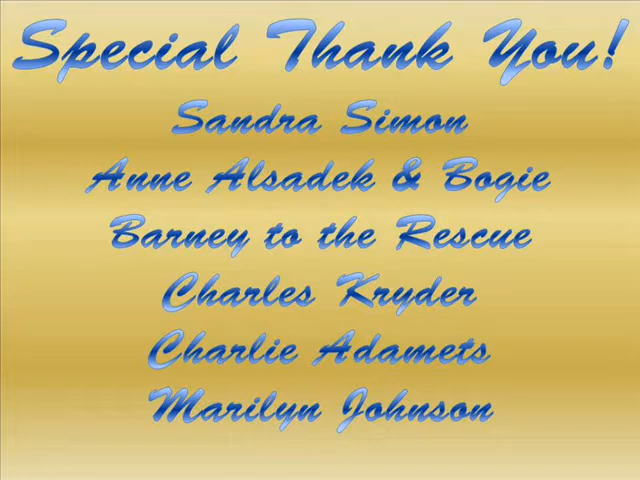 Special Thank You!
Sandra Simon
Anne Alsadek & Bogie
Barney to the Rescue
Charles Kryder
Charlie Adamets
Marilyn Johnson